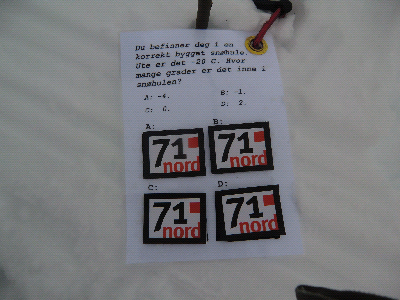 Du befinner deg i en
korrekt bygget snøhule.
Ute er det -20 C. Hvor
mange grader er det inne i
snøhulen?
A: -4. B: -1.
C: 0. D: 2.
A: B:
71 nord 71 nord
C: D:
71 nord 71 nord